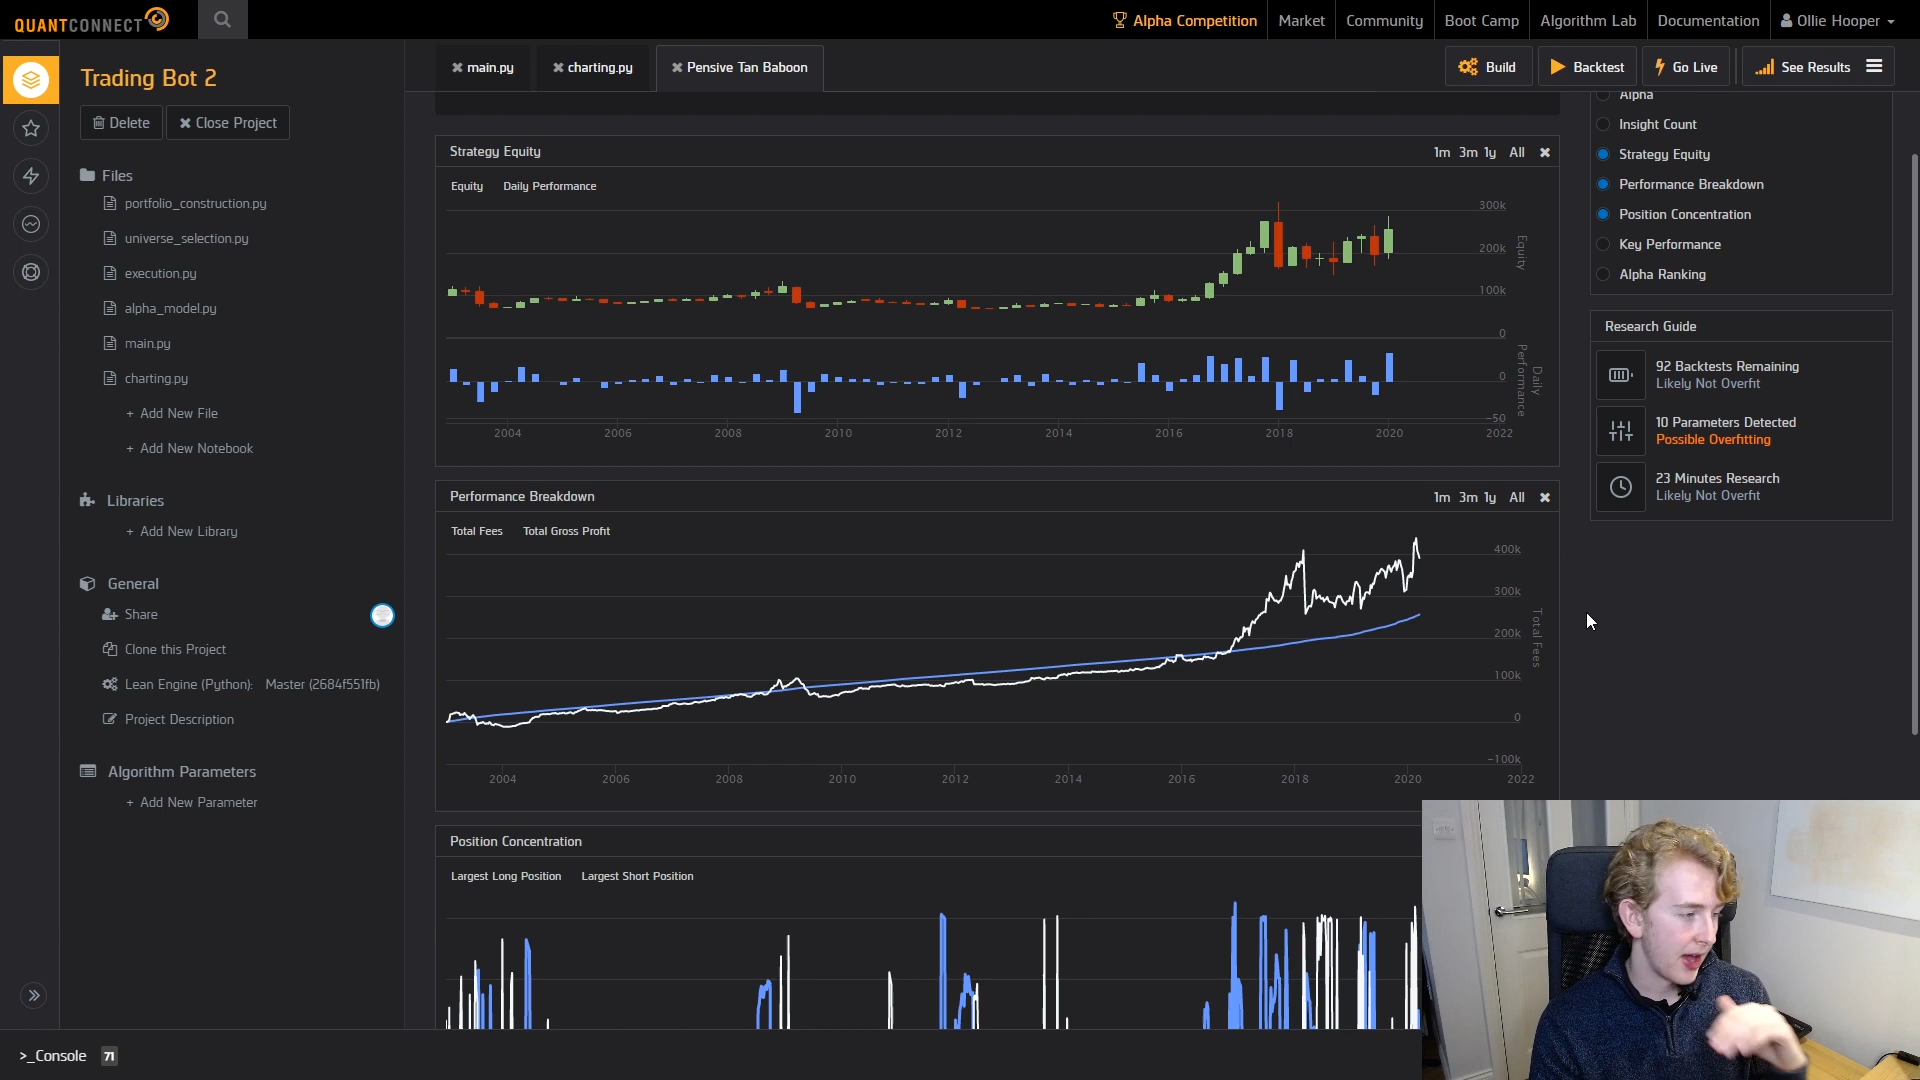 QUANTCONNECT
Alpha Competition
Market
Community
Boot Camp
Algorithm Lab
Documentation
Ollie Hooper
Trading Bot 2
Delete
Close Project
Files
portfolio_construction.py
universe_selection.py
execution.py
alpha_model.py
main.py
charting.py
+ Add New File
+ Add New Notebook
Libraries
+ Add New Library
General
Share
Clone this Project
Lean Engine (Python): Master (2684f551fb)
Project Description
Algorithm Parameters
+ Add New Parameter
>_Console 71
main.py
charting.py
Pensive Tan Baboon
Build
Backtest
Go Live
See Results
Strategy Equity
1m 3m 1y All
Equity Daily Performance
300k
200k
100k
0
Equity
0
-50
Daily
Performance
2004 2006 2008 2010 2012 2014 2016 2018 2020 2022
Performance Breakdown
1m 3m 1y All
Total Fees Total Gross Profit
400k
300k
200k
100k
0
-100k
Total Fees
2004 2006 2008 2010 2012 2014 2016 2018 2020 2022
Position Concentration
Largest Long Position Largest Short Position
Alpha
Insight Count
Strategy Equity
Performance Breakdown
Position Concentration
Key Performance
Alpha Ranking
Research Guide
92 Backtests Remaining
Likely Not Overfit
10 Parameters Detected
Possible Overfitting
23 Minutes Research
Likely Not Overfit